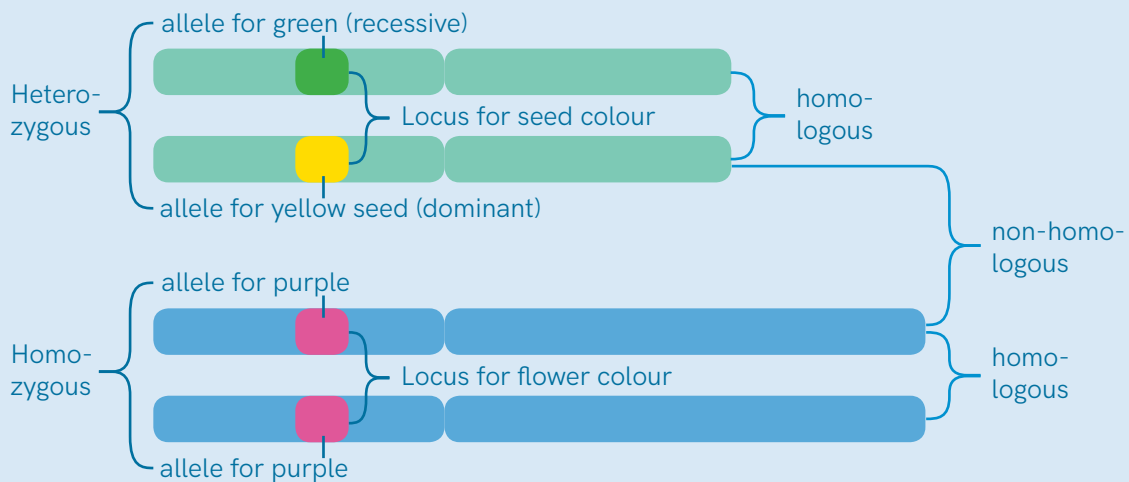 allele for green (recessive)
Hetero-
zygous
Locus for seed colour
homo-
logous
allele for yellow seed (dominant)
non-homo-
logous
allele for purple
Homo-
zygous
Locus for flower colour
homo-
logous
allele for purple